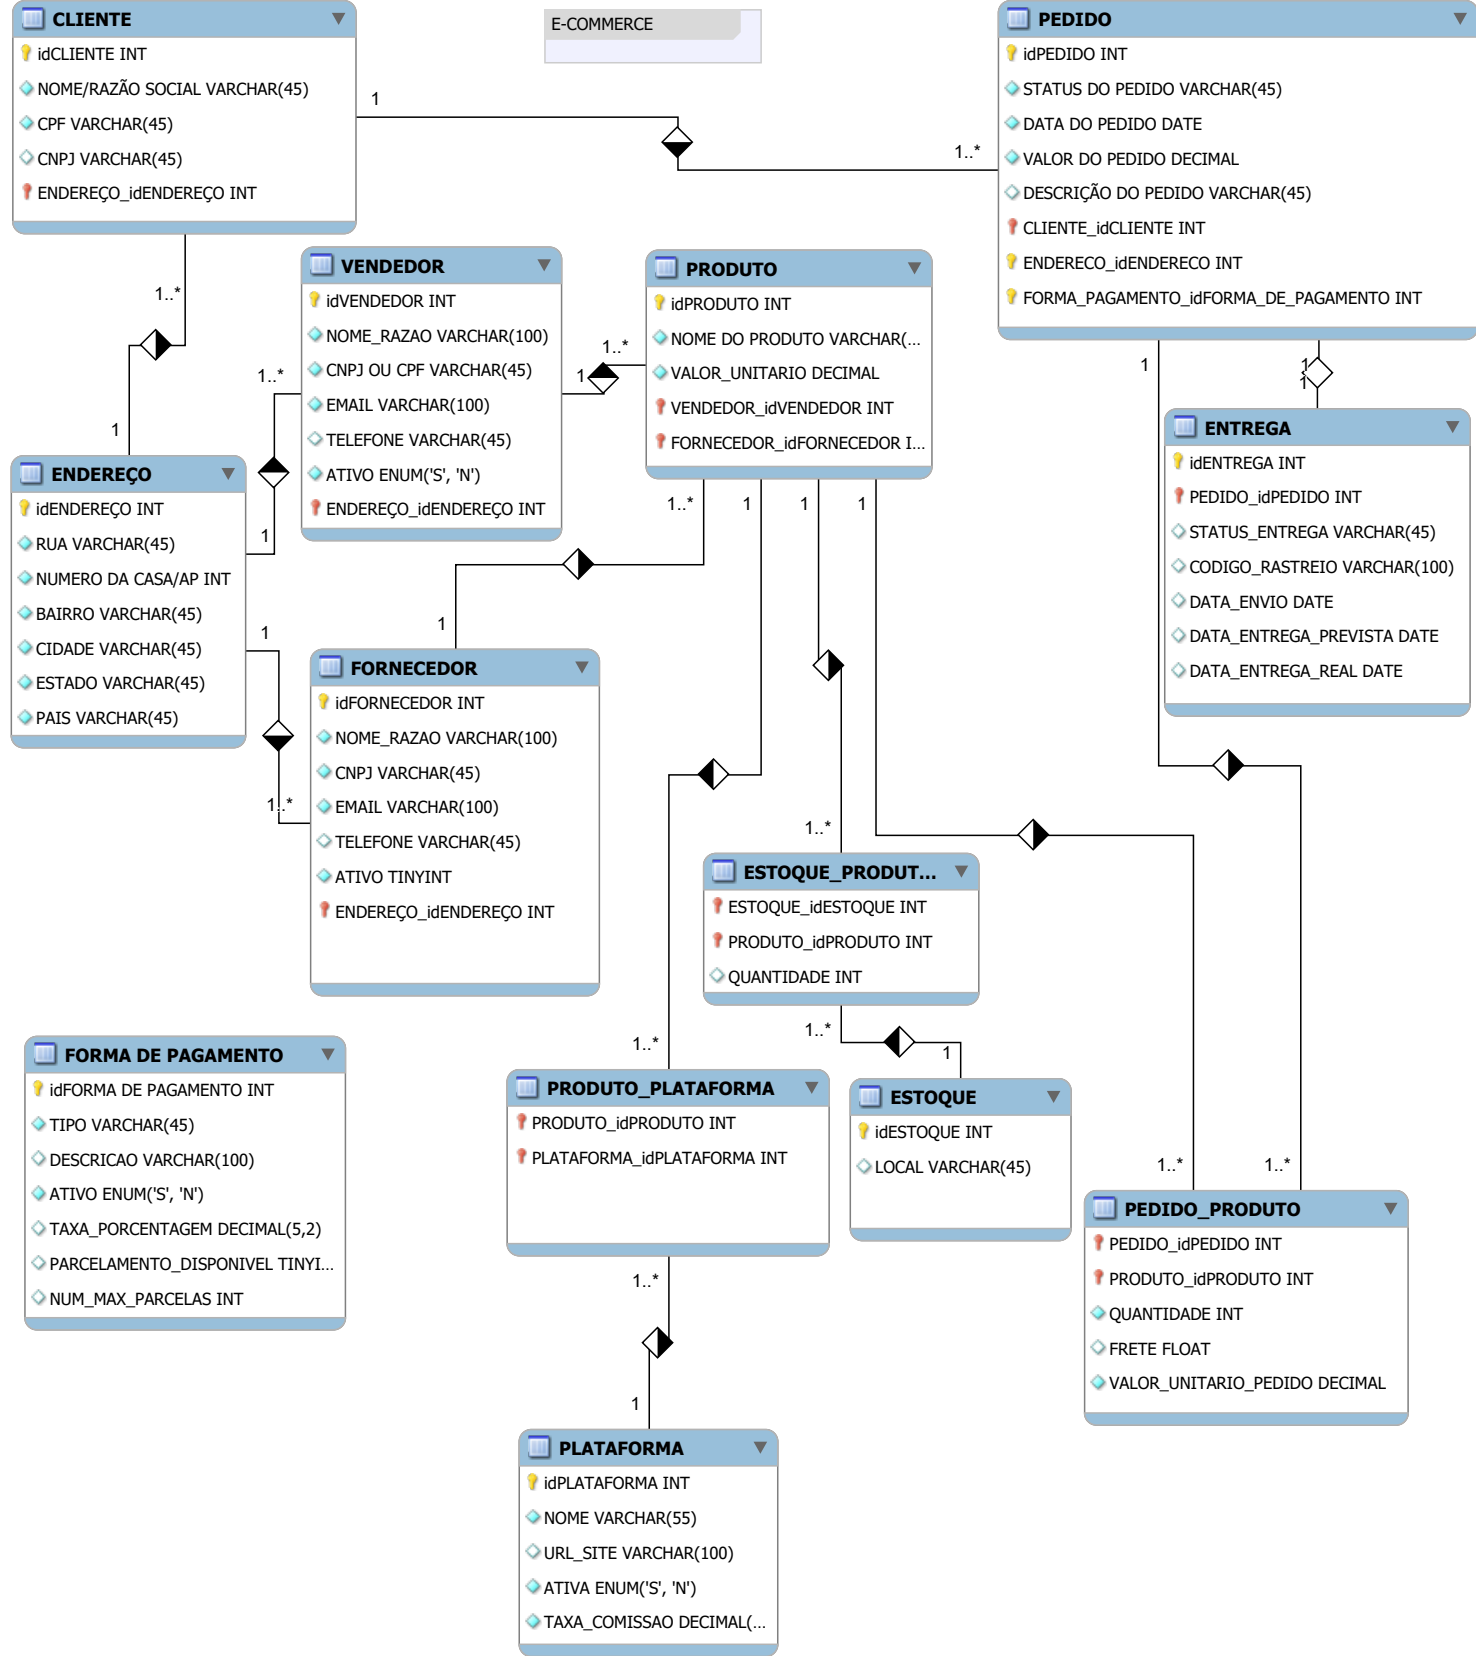 E-COMMERCE
CLIENTE
idCLIENTE INT
NOME/RAZÃO SOCIAL VARCHAR(45)
CPF VARCHAR(45)
CNPJ VARCHAR(45)
ENDEREÇO_idENDEREÇO INT
1
1..*
PEDIDO
idPEDIDO INT
STATUS DO PEDIDO VARCHAR(45)
DATA DO PEDIDO DATE
VALOR DO PEDIDO DECIMAL
DESCRIÇÃO DO PEDIDO VARCHAR(45)
CLIENTE_idCLIENTE INT
ENDERECO_idENDERECO INT
FORMA_PAGAMENTO_idFORMA_DE_PAGAMENTO INT
1..*
1
VENDEDOR
idVENDEDOR INT
NOME_RAZAO VARCHAR(100)
CNPJ OU CPF VARCHAR(45)
EMAIL VARCHAR(100)
TELEFONE VARCHAR(45)
ATIVO ENUM('S', 'N')
ENDEREÇO_idENDEREÇO INT
1..*
1
1
1..*
PRODUTO
idPRODUTO INT
NOME DO PRODUTO VARCHAR(...
VALOR_UNITARIO DECIMAL
VENDEDOR_idVENDEDOR INT
FORNECEDOR_idFORNECEDOR I...
1..*
1
1
1
1
1
1
ENTREGA
idENTREGA INT
PEDIDO_idPEDIDO INT
STATUS_ENTREGA VARCHAR(45)
CODIGO_RASTREIO VARCHAR(100)
DATA_ENVIO DATE
DATA_ENTREGA_PREVISTA DATE
DATA_ENTREGA_REAL DATE
ENDEREÇO
idENDEREÇO INT
RUA VARCHAR(45)
NUMERO DA CASA/AP INT
BAIRRO VARCHAR(45)
CIDADE VARCHAR(45)
ESTADO VARCHAR(45)
PAIS VARCHAR(45)
1
1..*
1
FORNECEDOR
idFORNECEDOR INT
NOME_RAZAO VARCHAR(100)
CNPJ VARCHAR(45)
EMAIL VARCHAR(100)
TELEFONE VARCHAR(45)
ATIVO TINYINT
ENDEREÇO_idENDEREÇO INT
1..*
ESTOQUE_PRODUT...
ESTOQUE_idESTOQUE INT
PRODUTO_idPRODUTO INT
QUANTIDADE INT
1..*
1
ESTOQUE
idESTOQUE INT
LOCAL VARCHAR(45)
FORMA DE PAGAMENTO
idFORMA DE PAGAMENTO INT
TIPO VARCHAR(45)
DESCRICAO VARCHAR(100)
ATIVO ENUM('S', 'N')
TAXA_PORCENTAGEM DECIMAL(5,2)
PARCELAMENTO_DISPONIVEL TINYI...
NUM_MAX_PARCELAS INT
1..*
PRODUTO_PLATAFORMA
PRODUTO_idPRODUTO INT
PLATAFORMA_idPLATAFORMA INT
1..*
1
1..*
1..*
PEDIDO_PRODUTO
PEDIDO_idPEDIDO INT
PRODUTO_idPRODUTO INT
QUANTIDADE INT
FRETE FLOAT
VALOR_UNITARIO_PEDIDO DECIMAL
PLATAFORMA
idPLATAFORMA INT
NOME VARCHAR(55)
URL_SITE VARCHAR(100)
ATIVA ENUM('S', 'N')
TAXA_COMISSAO DECIMAL(...